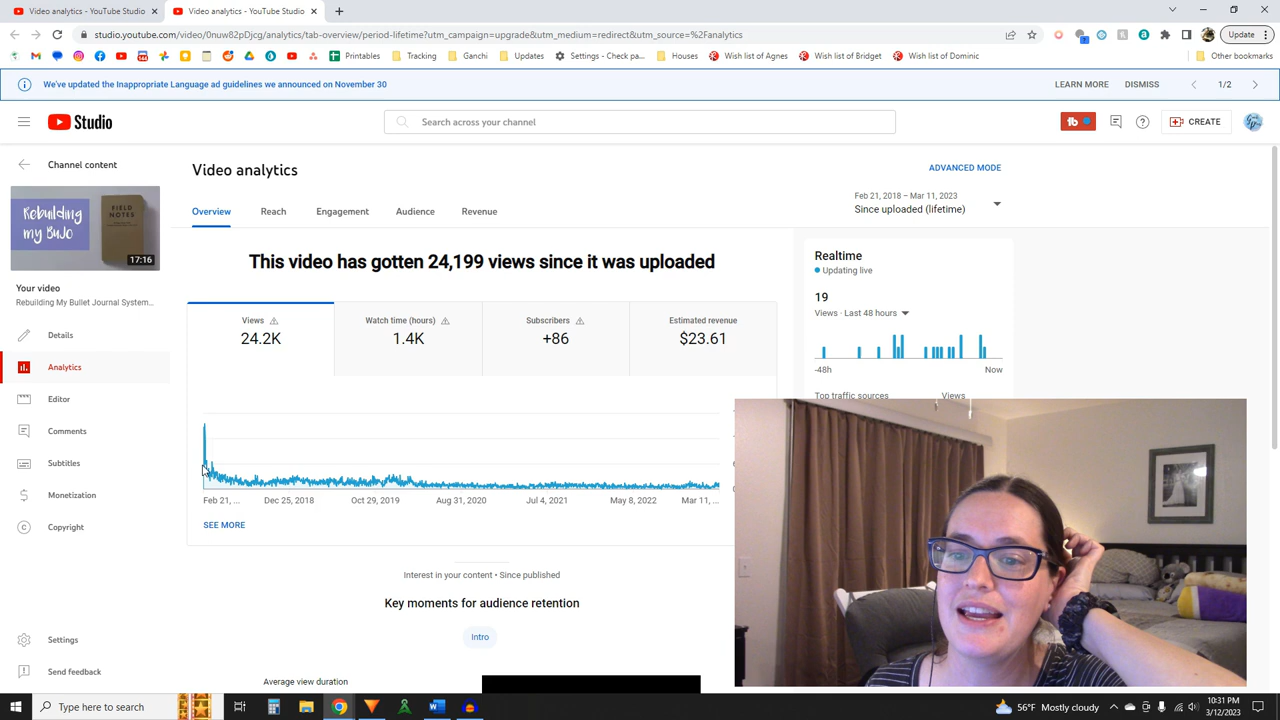 Video analytics - YouTube Studio
Video analytics - YouTube Studio
studio.youtube.com/video/0nuw82pDjcg/analytics/tab-overview/period-lifetime?utm_campaign=upgrade&utm_medium=redirect&utm_source=%2Fanalytics
Update
Printables
Tracking
Ganchi
Updates
Settings - Check pa...
Houses
Wish list of Agnes
Wish list of Bridget
Wish list of Dominic
Other bookmarks
We've updated the Inappropriate Language ad guidelines we announced on November 30
LEARN MORE
DISMISS
1/2
Studio
Search across your channel
CREATE
Channel content
Rebuilding
my BuJo
FIELD
NOTES
17:16
Your video
Rebuilding My Bullet Journal System...
Details
Analytics
Editor
Comments
Subtitles
Monetization
Copyright
Settings
Send feedback
Video analytics
ADVANCED MODE
Overview
Reach
Engagement
Audience
Revenue
Feb 21, 2018 – Mar 11, 2023
Since uploaded (lifetime)
This video has gotten 24,199 views since it was uploaded
Views
24.2K
Watch time (hours)
1.4K
Subscribers
+86
Estimated revenue
$23.61
Feb 21, ...
Dec 25, 2018
Oct 29, 2019
Aug 31, 2020
Jul 4, 2021
May 8, 2022
Mar 11, ...
SEE MORE
Interest in your content • Since published
Key moments for audience retention
Intro
Average view duration
Realtime
Updating live
19
Views · Last 48 hours
-48h
Now
Top traffic sources
Views
Type here to search
56°F Mostly cloudy
10:31 PM
3/12/2023